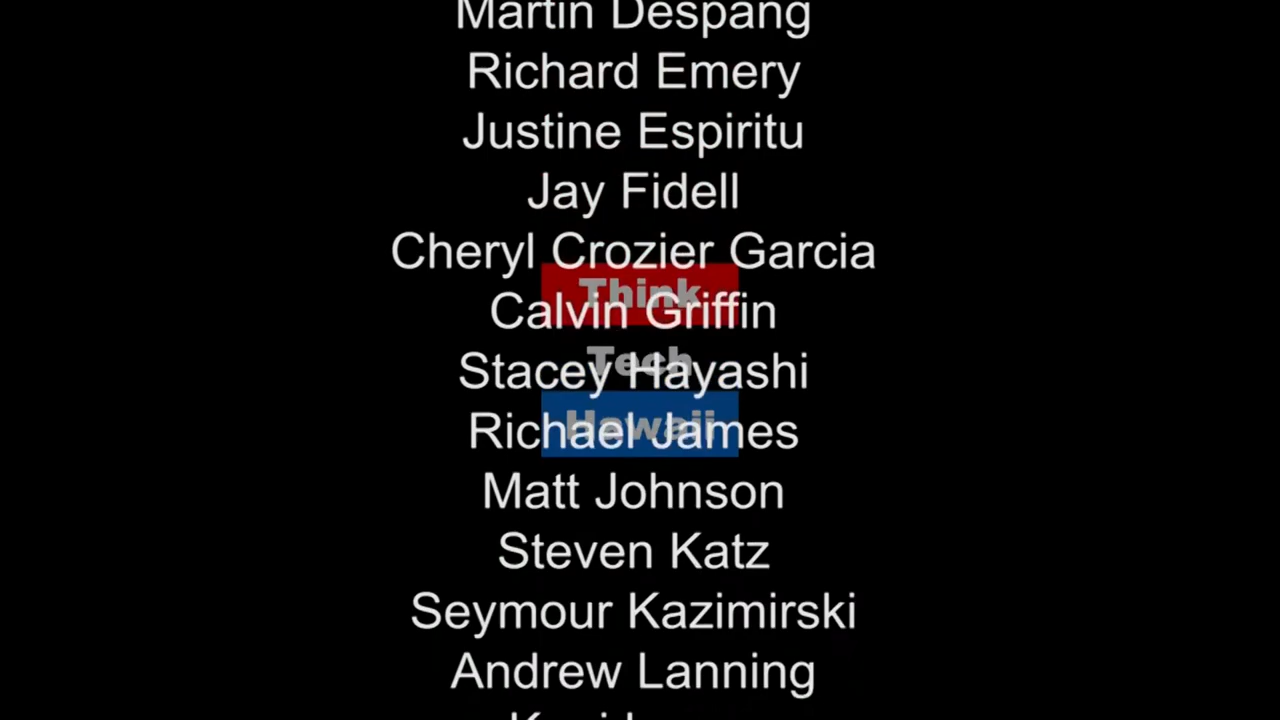 Martin Despang
Richard Emery
Justine Espiritu
Jay Fidell
Cheryl Crozier Garcia
Think
Calvin Griffin
Tech
Stacey Hayashi
Hawaii
Richael James
Matt Johnson
Steven Katz
Seymour Kazimirski
Andrew Lanning